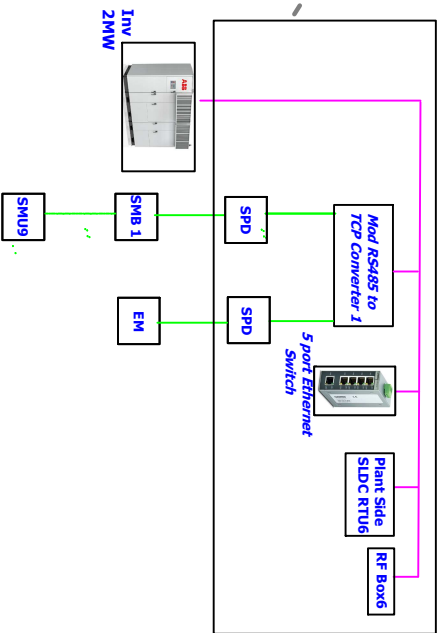 Inv
2MW
ABB
SMU9
SMB 1
SPD
Mod RS485 to
TCP Converter 1
EM
SPD
5 port Ethernet
Switch
Plant Side
SLDC RTU6
RF Box6